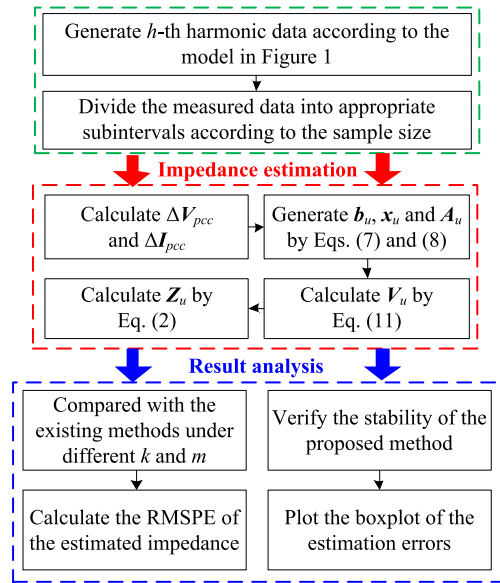 Generate h-th harmonic data according to the
model in Figure 1
Divide the measured data into appropriate
subintervals according to the sample size
Impedance estimation
Calculate ΔVpcc
and ΔIpcc
Generate bu, xu and Au
by Eqs. (7) and (8)
Calculate Zu by
Eq. (2)
Calculate Vu by
Eq. (11)
Result analysis
Compared with the
existing methods under
different k and m
Verify the stability of the
proposed method
Calculate the RMSPE of
the estimated impedance
Plot the boxplot of the
estimation errors